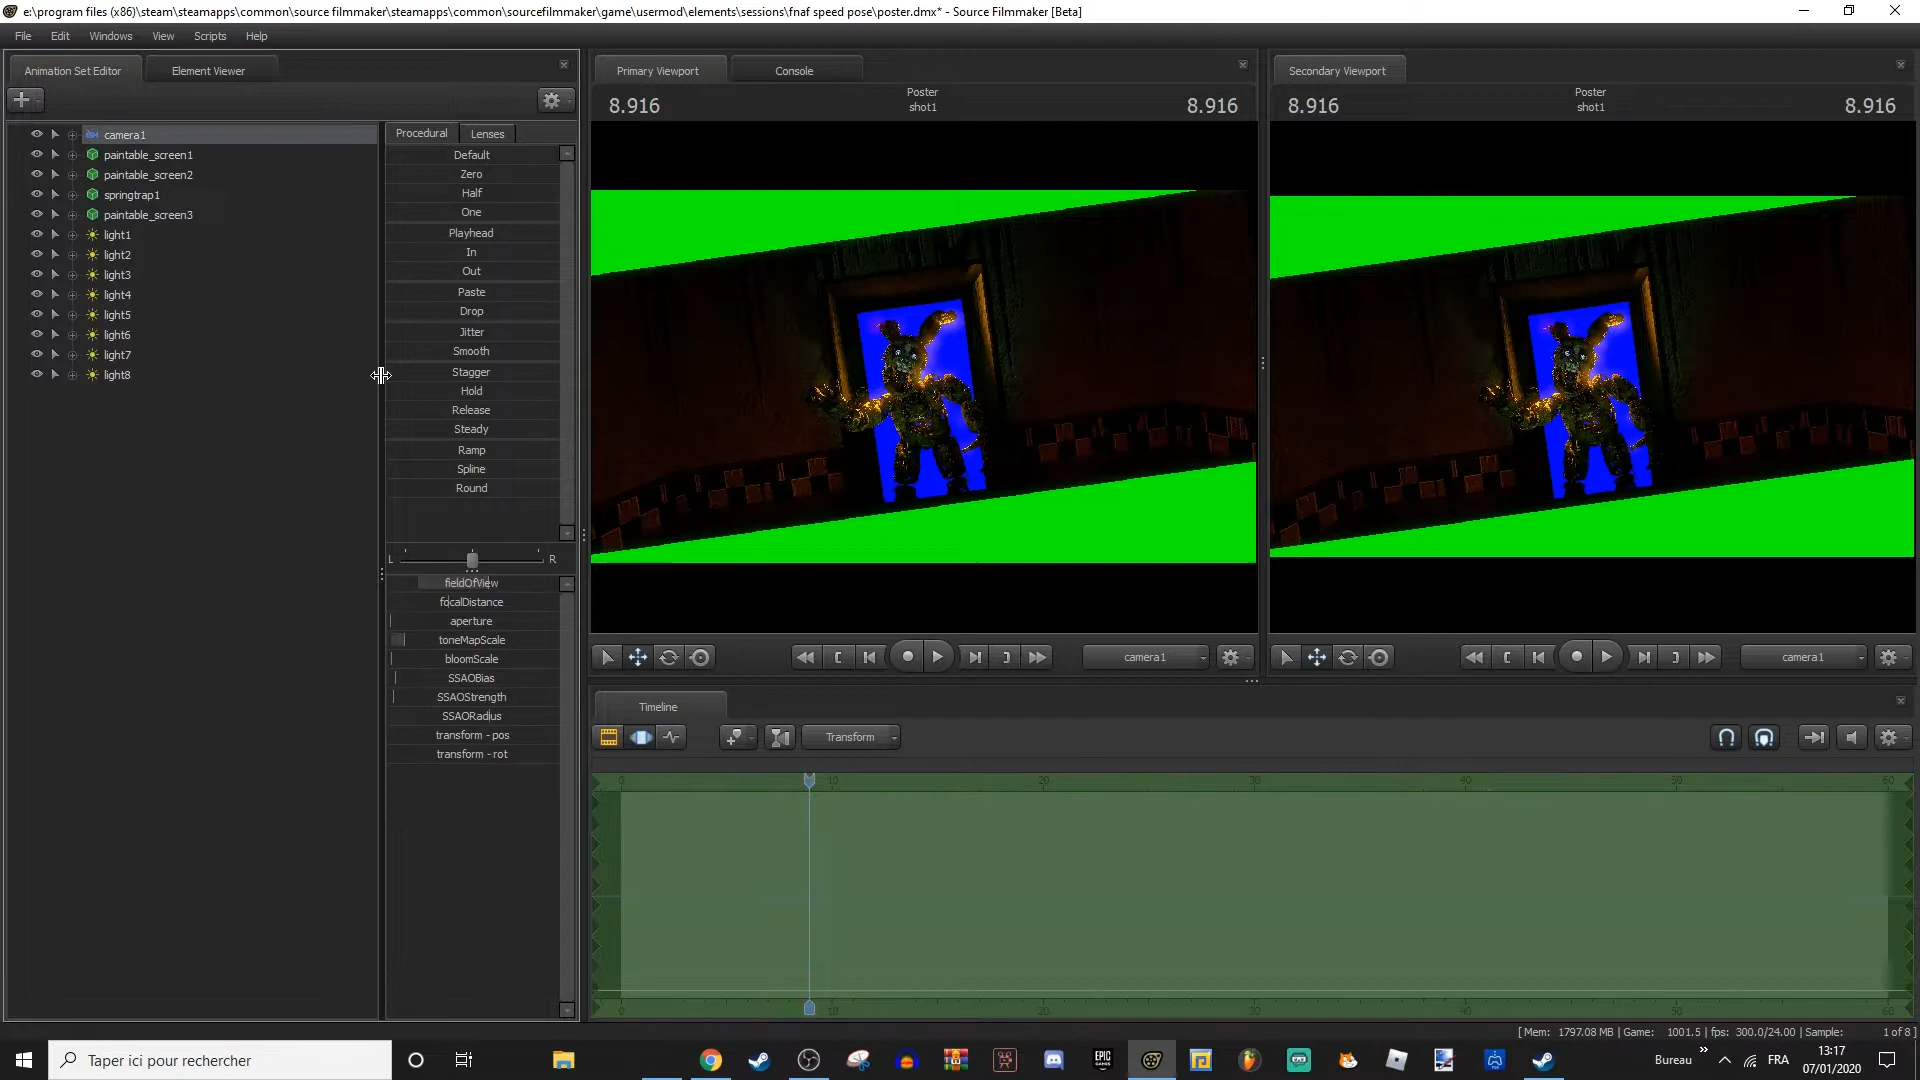 e:\program files (x86)\steam\steamapps\common\source filmmaker\steamapps\common\sourcefilmmaker\game\usermod\elements\sessions\fnaf speed pose\poster.dmx* - Source Filmmaker [Beta]
File Edit Windows View Scripts Help
Animation Set Editor Element Viewer
Primary Viewport Console
Secondary Viewport
8.916 Poster 8.916
shot1
8.916 Poster 8.916
shot1
camera1
paintable_screen1
paintable_screen2
springtrap1
paintable_screen3
light1
light2
light3
light4
light5
light6
light7
light8
Procedural Lenses
Default
Zero
Half
One
Playhead
In
Out
Paste
Drop
Jitter
Smooth
Stagger
Hold
Release
Steady
Ramp
Spline
Round
L R
fieldOfView
focalDistance
aperture
toneMapScale
bloomScale
SSAOBias
SSAOStrength
SSAORadius
transform - pos
transform - rot
camera1
camera1
Timeline
Transform
0 10 20 30 40 50 60
0 10 20 30 40 50 60
[ Mem: 1797.08 MB | Game: 1001.5 | fps: 300.0/24.00 | Sample: 1 of 8 ]
Taper ici pour rechercher
EPIC GAMES
Bureau
FRA
13:17
07/01/2020